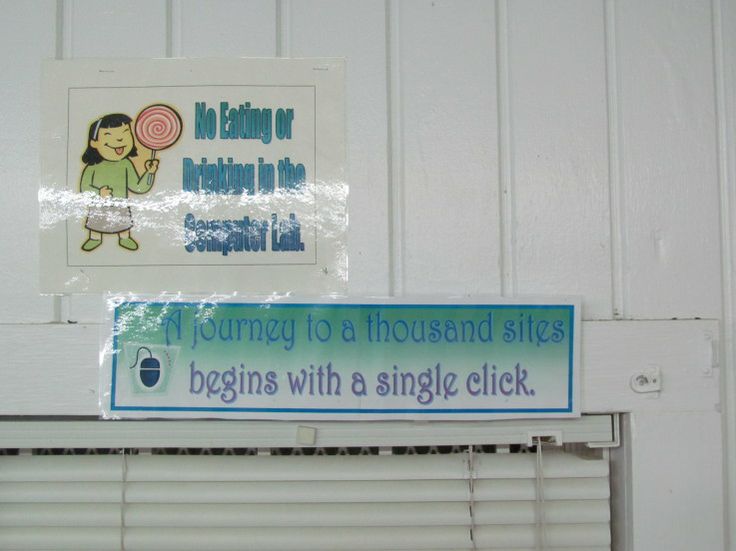 No Eating or
Drinking in the
Computer Lab.
A journey to a thousand sites
begins with a single click.